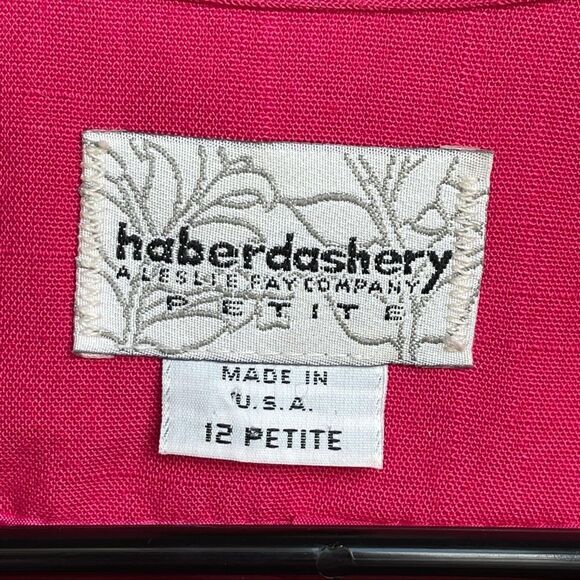 haberdashery
A LESLIE FAY COMPANY
PETITE
MADE IN
U.S.A.
12 PETITE